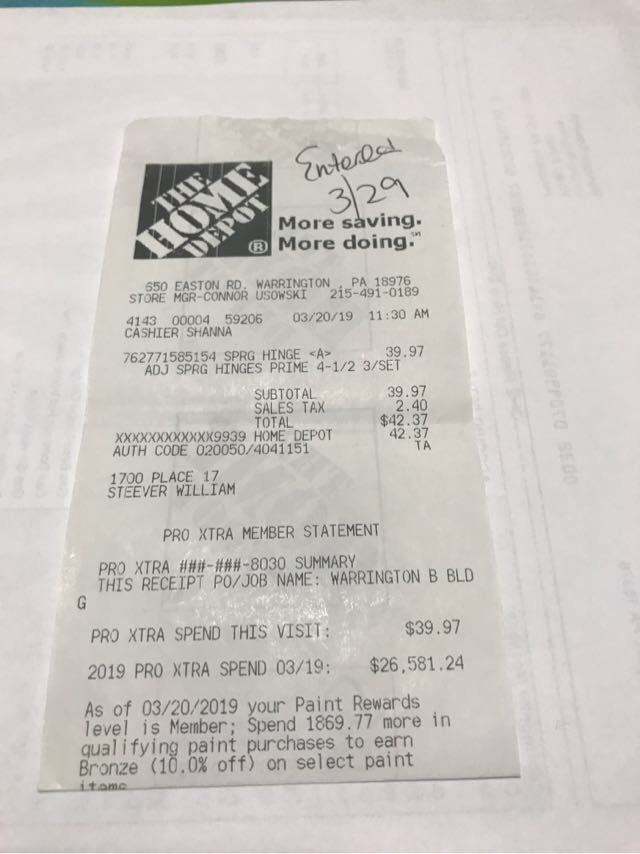 Entered
3/29
THE
HOME
DEPOT
®
More saving.
More doing.℠
650 EASTON RD. WARRINGTON , PA 18976
STORE MGR-CONNOR USOWSKI 215-491-0189
4143 00004 59206 03/20/19 11:30 AM
CASHIER SHANNA
762771585154 SPRG HINGE <A> 39.97
ADJ SPRG HINGES PRIME 4-1/2 3/SET
SUBTOTAL 39.97
SALES TAX 2.40
TOTAL $42.37
XXXXXXXXXXXX9939 HOME DEPOT 42.37
AUTH CODE 020050/4041151 TA
1700 PLACE 17
STEEVER WILLIAM
PRO XTRA MEMBER STATEMENT
PRO XTRA ###-###-8030 SUMMARY
THIS RECEIPT PO/JOB NAME: WARRINGTON B BLD
G
PRO XTRA SPEND THIS VISIT: $39.97
2019 PRO XTRA SPEND 03/19: $26,581.24
As of 03/20/2019 your Paint Rewards
level is Member; Spend 1869.77 more in
qualifying paint purchases to earn
Bronze (10.0% off) on select paint
items